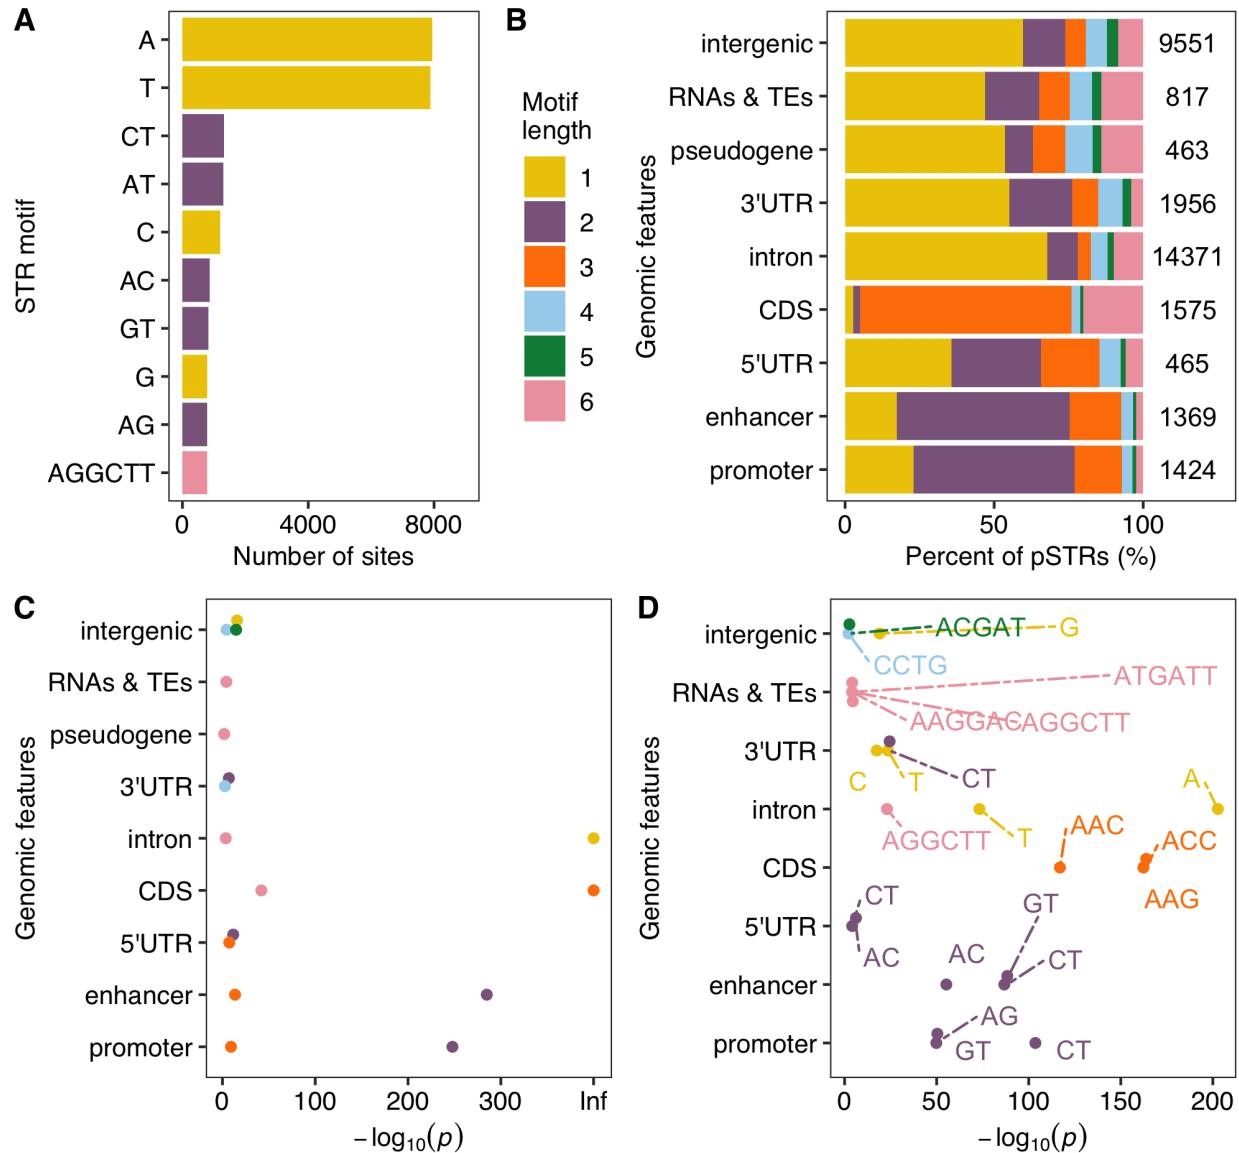 A
A
T
CT
AT
C
AC
GT
G
AG
AGGCTT
STR motif
0 4000 8000
Number of sites
Motif
length
1
2
3
4
5
6
B
intergenic 9551
RNAs & TEs 817
pseudogene 463
3'UTR 1956
intron 14371
CDS 1575
5'UTR 465
enhancer 1369
promoter 1424
Genomic features
0 50 100
Percent of pSTRs (%)
C
intergenic
RNAs & TEs
pseudogene
3'UTR
intron
CDS
5'UTR
enhancer
promoter
Genomic features
0 100 200 300 Inf
−log10(p)
D
intergenic
RNAs & TEs
3'UTR
intron
CDS
5'UTR
enhancer
promoter
Genomic features
ACGAT G
CCTG
ATGATT
AAGGAC AGGCTT
CT
C T
A
AGGCTT T
AAC
ACC
AAG
CT
GT
AC
AC
CT
AG
GT CT
0 50 100 150 200
−log10(p)